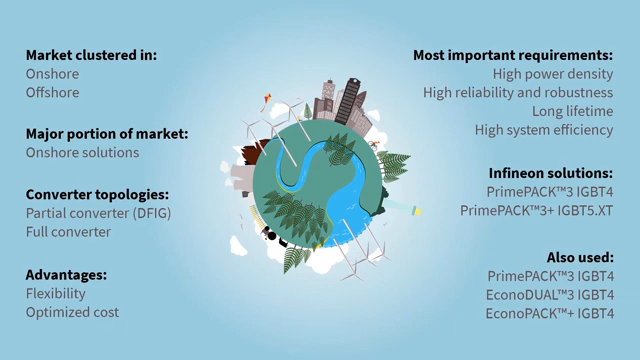 Market clustered in:
Onshore
Offshore
Major portion of market:
Onshore solutions
Converter topologies:
Partial converter (DFIG)
Full converter
Advantages:
Flexibility
Optimized cost
Most important requirements:
High power density
High reliability and robustness
Long lifetime
High system efficiency
Infineon solutions:
PrimePACK™3 IGBT4
PrimePACK™3+ IGBT5.XT
Also used:
PrimePACK™3 IGBT4
EconoDUAL™3 IGBT4
EconoPACK™+ IGBT4